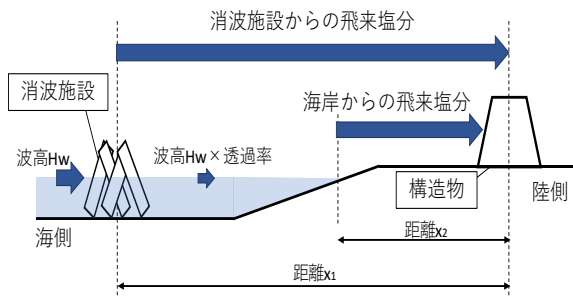 消波施設からの飛来塩分
消波施設
海岸からの飛来塩分
波高Hw
波高Hw×透過率
構造物
陸側
海側
距離x2
距離x1